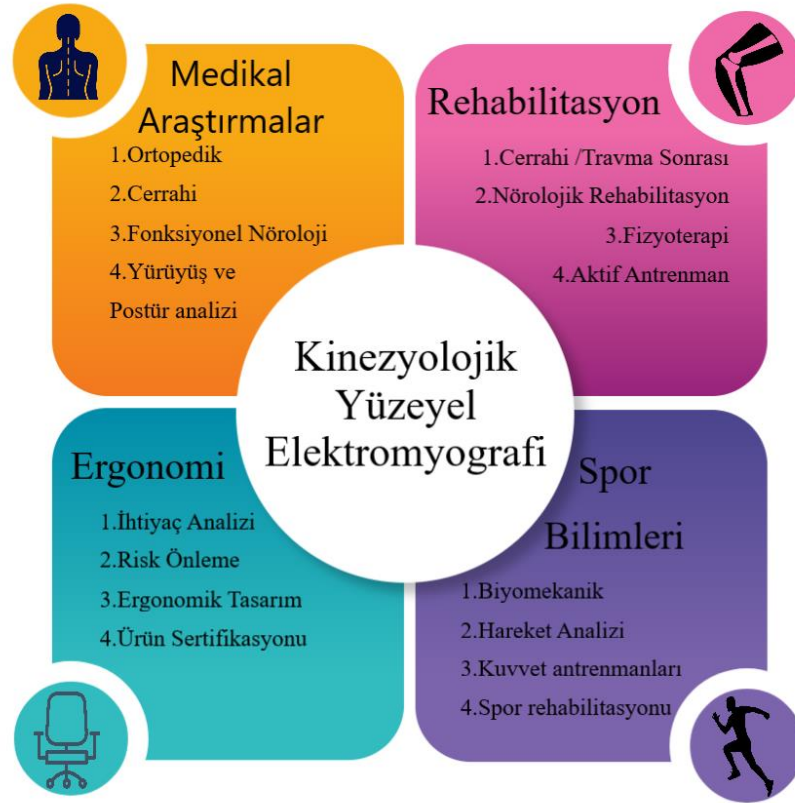 Medikal
Araştırmalar
1.Ortopedik
2.Cerrahi
3.Fonksiyonel Nöroloji
4.Yürüyüş ve
Postür analizi
Rehabilitasyon
1.Cerrahi /Travma Sonrası
2.Nörolojik Rehabilitasyon
3.Fizyoterapi
4.Aktif Antrenman
Kinezyolojik
Yüzeyel
Elektromyografi
Ergonomi
1.İhtiyaç Analizi
2.Risk Önleme
3.Ergonomik Tasarım
4.Ürün Sertifikasyonu
Spor
Bilimleri
1.Biyomekanik
2.Hareket Analizi
3.Kuvvet antrenmanları
4.Spor rehabilitasyonu